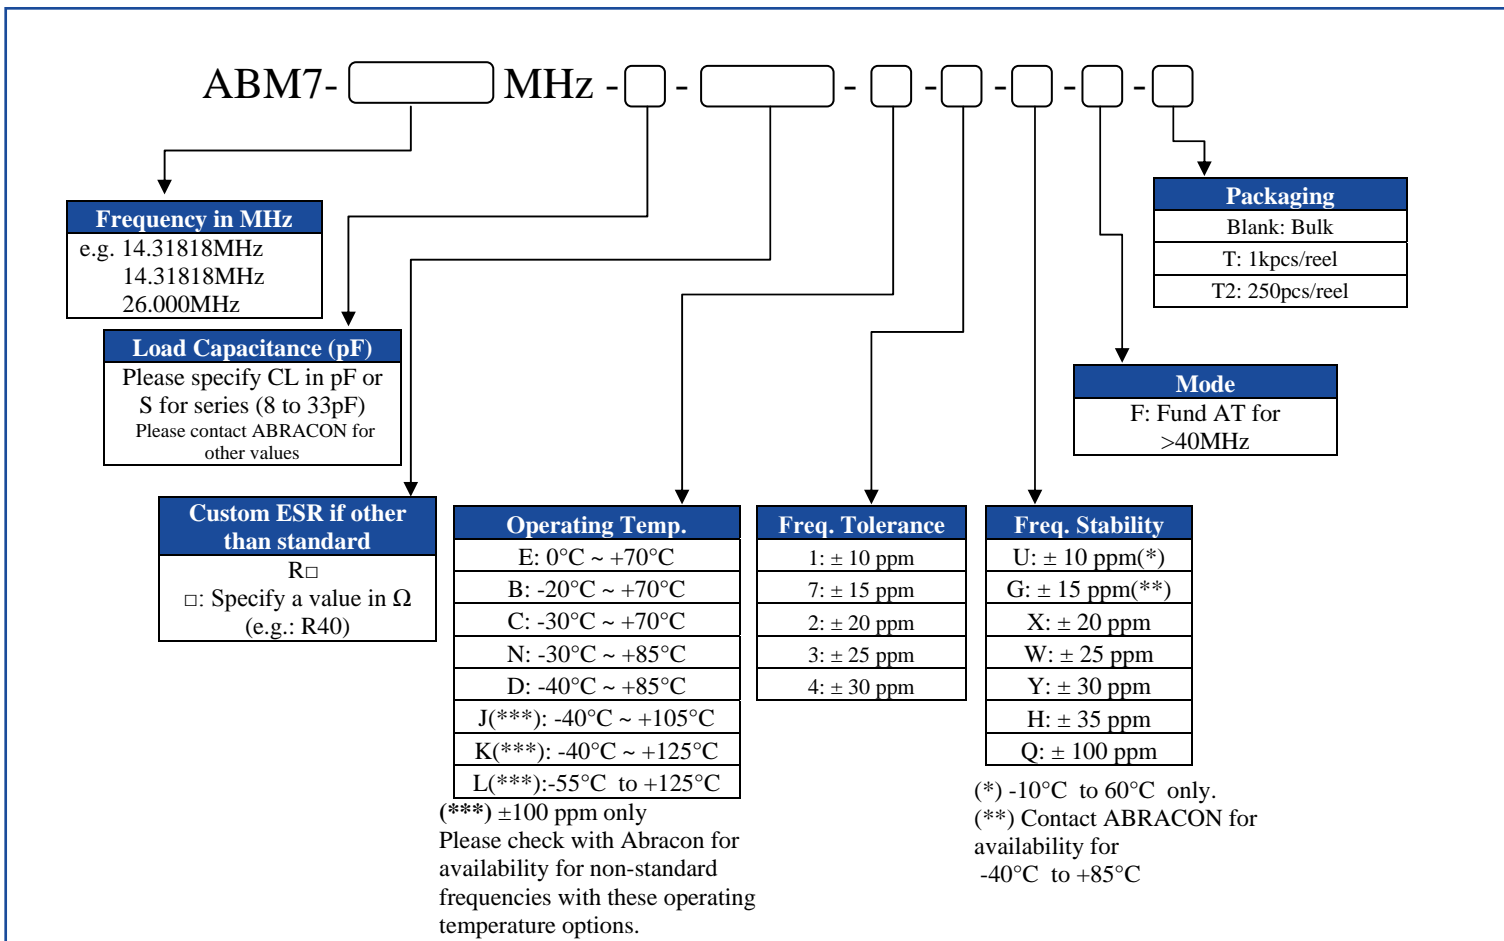 ABM7- MHz - - - - - - -
Frequency in MHz
e.g. 14.31818MHz
14.31818MHz
26.000MHz
Load Capacitance (pF)
Please specify CL in pF or
S for series (8 to 33pF)
Please contact ABRACON for
other values
Custom ESR if other
than standard
R□
□: Specify a value in Ω
(e.g.: R40)
Operating Temp.
E: 0°C ~ +70°C
B: -20°C ~ +70°C
C: -30°C ~ +70°C
N: -30°C ~ +85°C
D: -40°C ~ +85°C
J(***): -40°C ~ +105°C
K(***): -40°C ~ +125°C
L(***):-55°C to +125°C
(***) ±100 ppm only
Please check with Abracon for
availability for non-standard
frequencies with these operating
temperature options.
Freq. Tolerance
1: ± 10 ppm
7: ± 15 ppm
2: ± 20 ppm
3: ± 25 ppm
4: ± 30 ppm
Freq. Stability
U: ± 10 ppm(*)
G: ± 15 ppm(**)
X: ± 20 ppm
W: ± 25 ppm
Y: ± 30 ppm
H: ± 35 ppm
Q: ± 100 ppm
(*) -10°C to 60°C only.
(**) Contact ABRACON for
availability for
-40°C to +85°C
Mode
F: Fund AT for
>40MHz
Packaging
Blank: Bulk
T: 1kpcs/reel
T2: 250pcs/reel